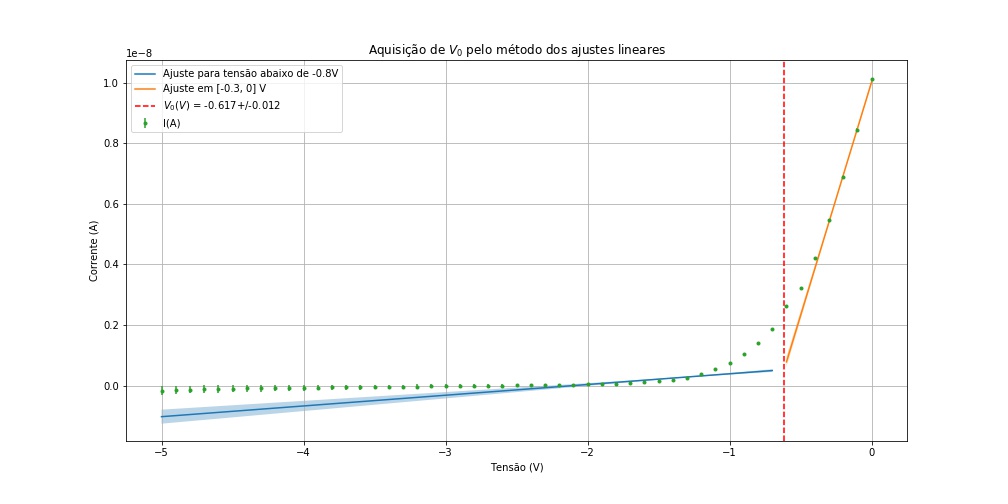 Aquisição de V₀ pelo método dos ajustes lineares
1e−8
Ajuste para tensão abaixo de -0.8V
Ajuste em [-0.3, 0] V
V₀(V) = -0.617+/-0.012
I(A)
1.0
0.8
0.6
0.4
0.2
0.0
Corrente (A)
−5 −4 −3 −2 −1 0
Tensão (V)